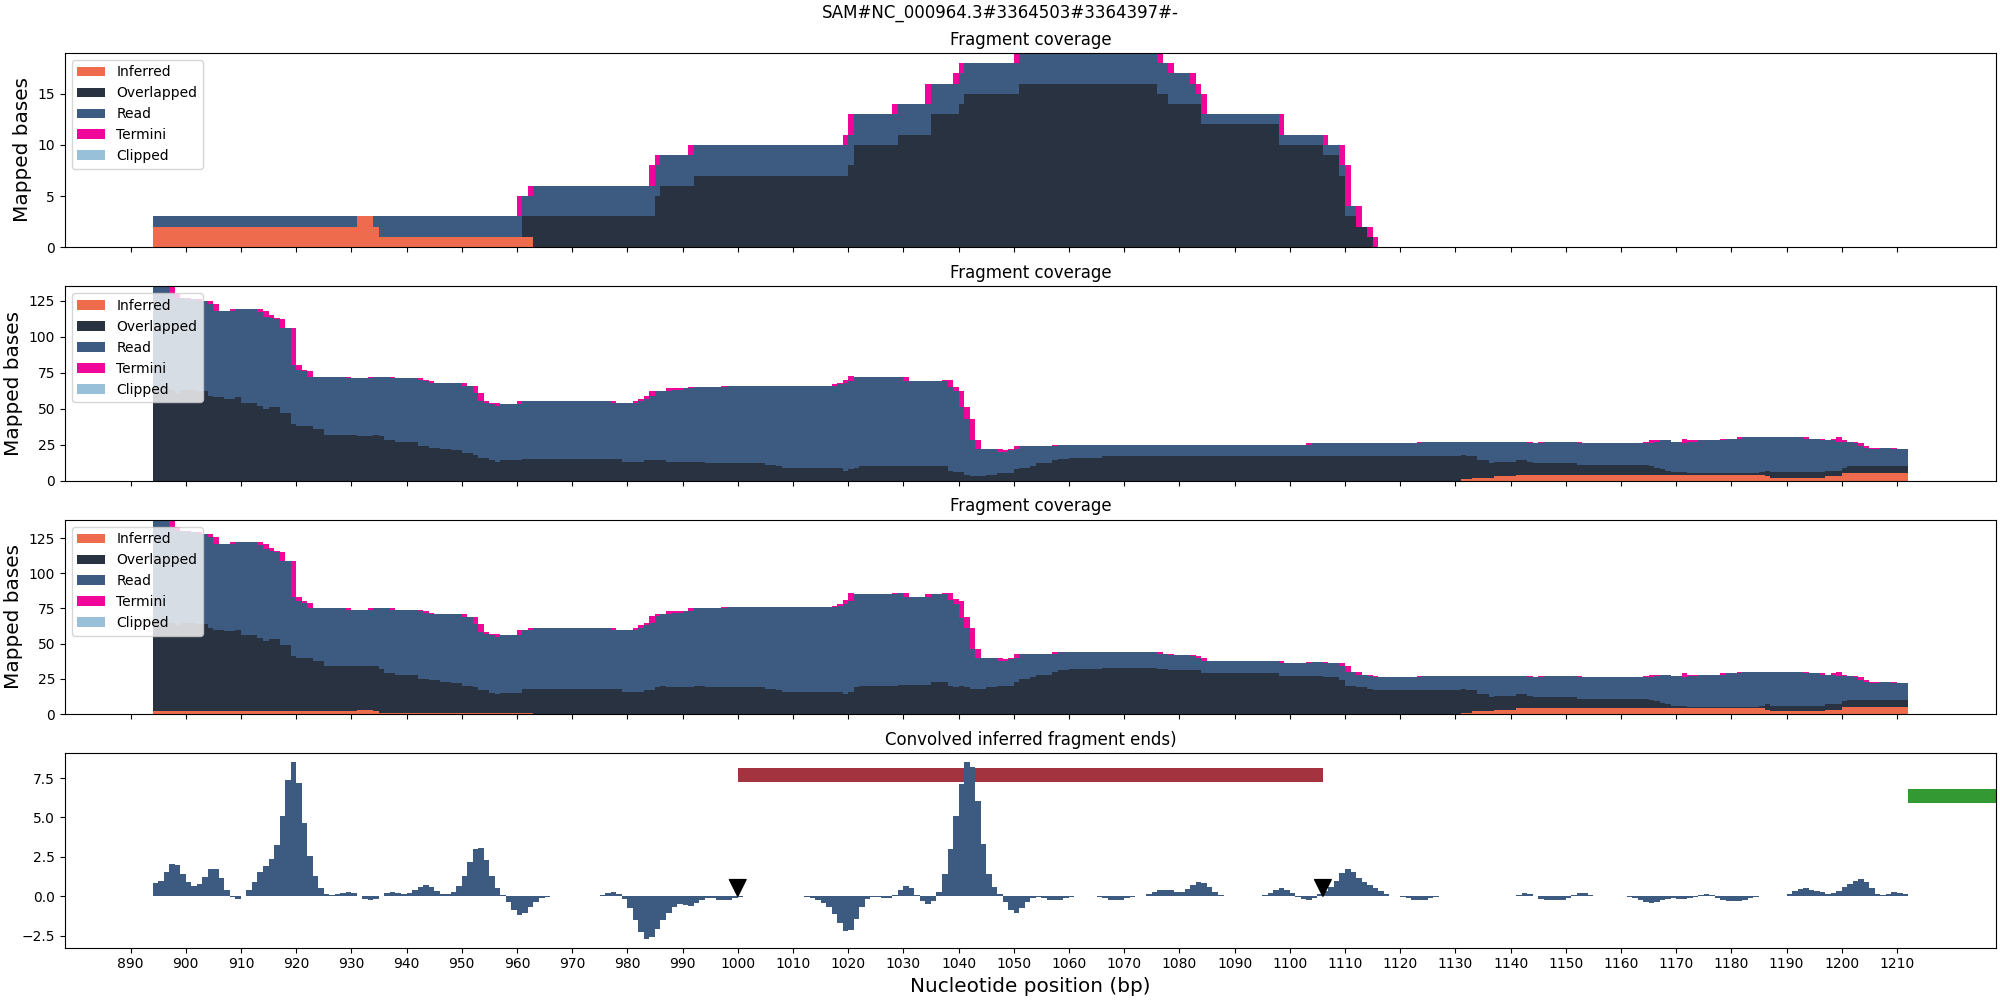 SAM#NC_000964.3#3364503#3364397#-
Fragment coverage
Mapped bases
15
10
5
0
Inferred
Overlapped
Read
Termini
Clipped
Fragment coverage
Mapped bases
125
100
75
50
25
0
Inferred
Overlapped
Read
Termini
Clipped
Fragment coverage
Mapped bases
125
100
75
50
25
0
Inferred
Overlapped
Read
Termini
Clipped
Convolved inferred fragment ends)
7.5
5.0
2.5
0.0
−2.5
890 900 910 920 930 940 950 960 970 980 990 1000 1010 1020 1030 1040 1050 1060 1070 1080 1090 1100 1110 1120 1130 1140 1150 1160 1170 1180 1190 1200 1210
Nucleotide position (bp)